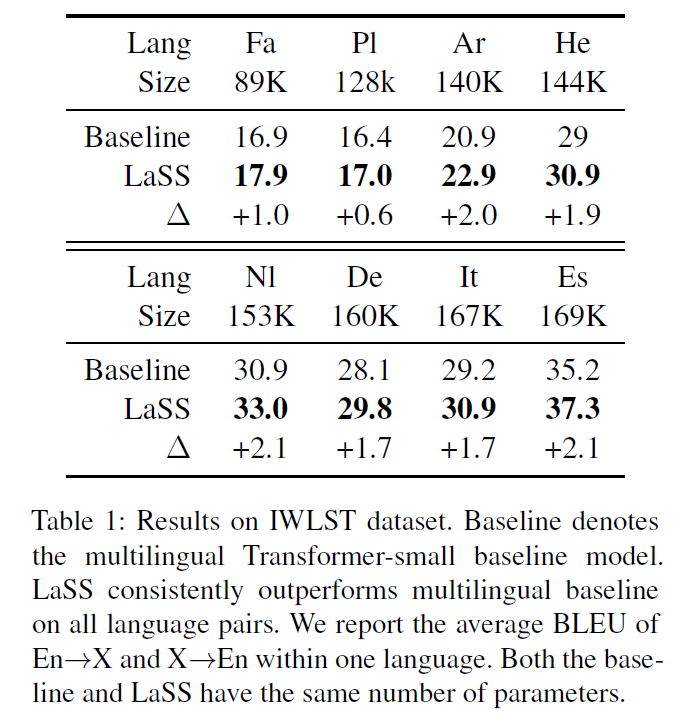 Lang Fa Pl Ar He
Size 89K 128k 140K 144K
Baseline 16.9 16.4 20.9 29
LaSS 17.9 17.0 22.9 30.9
Δ +1.0 +0.6 +2.0 +1.9
Lang Nl De It Es
Size 153K 160K 167K 169K
Baseline 30.9 28.1 29.2 35.2
LaSS 33.0 29.8 30.9 37.3
Δ +2.1 +1.7 +1.7 +2.1
Table 1: Results on IWLST dataset. Baseline denotes
the multilingual Transformer-small baseline model.
LaSS consistently outperforms multilingual baseline
on all language pairs. We report the average BLEU of
En→X and X→En within one language. Both the base-
line and LaSS have the same number of parameters.